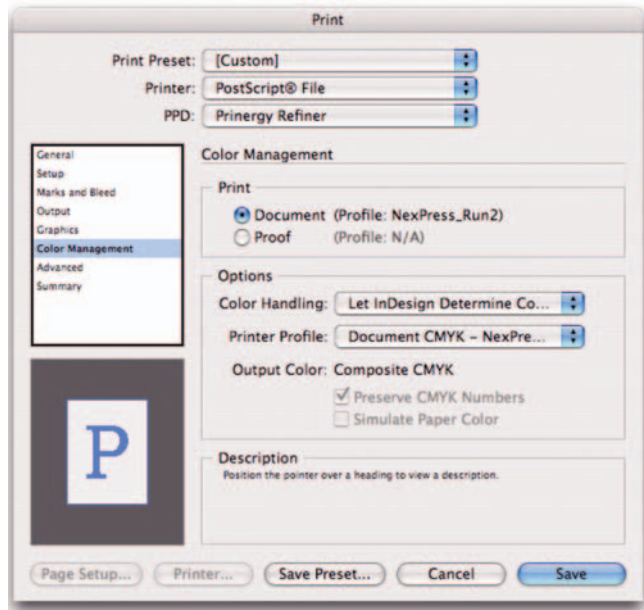 Print
Print Preset: [Custom]
Printer: PostScript® File
PPD: Prinergy Refiner
General
Setup
Marks and Bleed
Output
Graphics
Color Management
Advanced
Summary
Color Management
Print
Document (Profile: NexPress_Run2)
Proof (Profile: N/A)
Options
Color Handling: Let InDesign Determine Co...
Printer Profile: Document CMYK – NexPre...
Output Color: Composite CMYK
Preserve CMYK Numbers
Simulate Paper Color
P
Description
Position the pointer over a heading to view a description.
Page Setup... Printer... Save Preset... Cancel Save